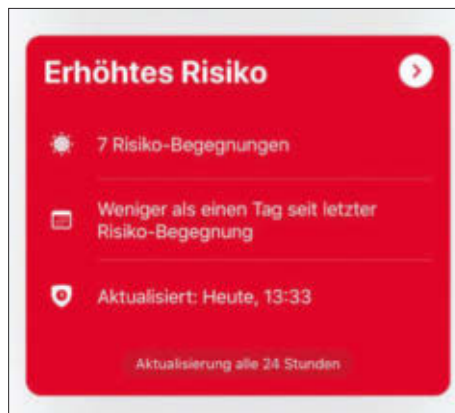 Erhöhtes Risiko
7 Risiko-Begegnungen
Weniger als einen Tag seit letzter
Risiko-Begegnung
Aktualisiert: Heute, 13:33
Aktualisierung alle 24 Stunden